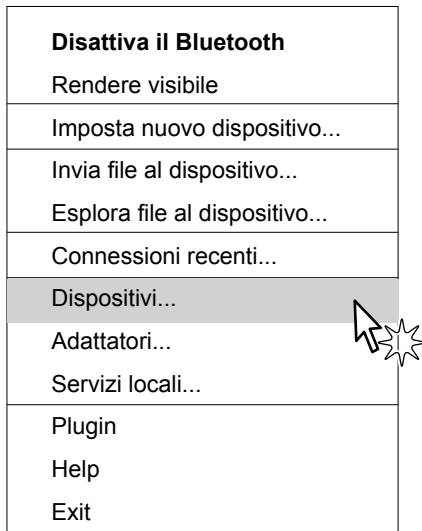 Disattiva il Bluetooth
Rendere visibile
Imposta nuovo dispositivo...
Invia file al dispositivo...
Esplora file al dispositivo...
Connessioni recenti...
Dispositivi...
Adattatori...
Servizi locali...
Plugin
Help
Exit